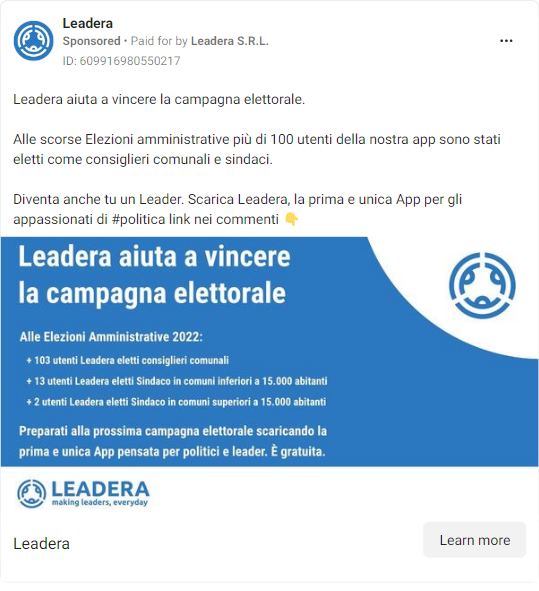 Leadera
Sponsored • Paid for by Leadera S.R.L.
ID: 609916980550217
Leadera aiuta a vincere la campagna elettorale.
Alle scorse Elezioni amministrative più di 100 utenti della nostra app sono stati
eletti come consiglieri comunali e sindaci.
Diventa anche tu un Leader. Scarica Leadera, la prima e unica App per gli
appassionati di #politica link nei commenti 👇
Leadera aiuta a vincere
la campagna elettorale
Alle Elezioni Amministrative 2022:
+ 103 utenti Leadera eletti consiglieri comunali
+ 13 utenti Leadera eletti Sindaco in comuni inferiori a 15.000 abitanti
+ 2 utenti Leadera eletti Sindaco in comuni superiori a 15.000 abitanti
Preparati alla prossima campagna elettorale scaricando la
prima e unica App pensata per politici e leader. È gratuita.
LEADERA
making leaders, everyday
Leadera
Learn more